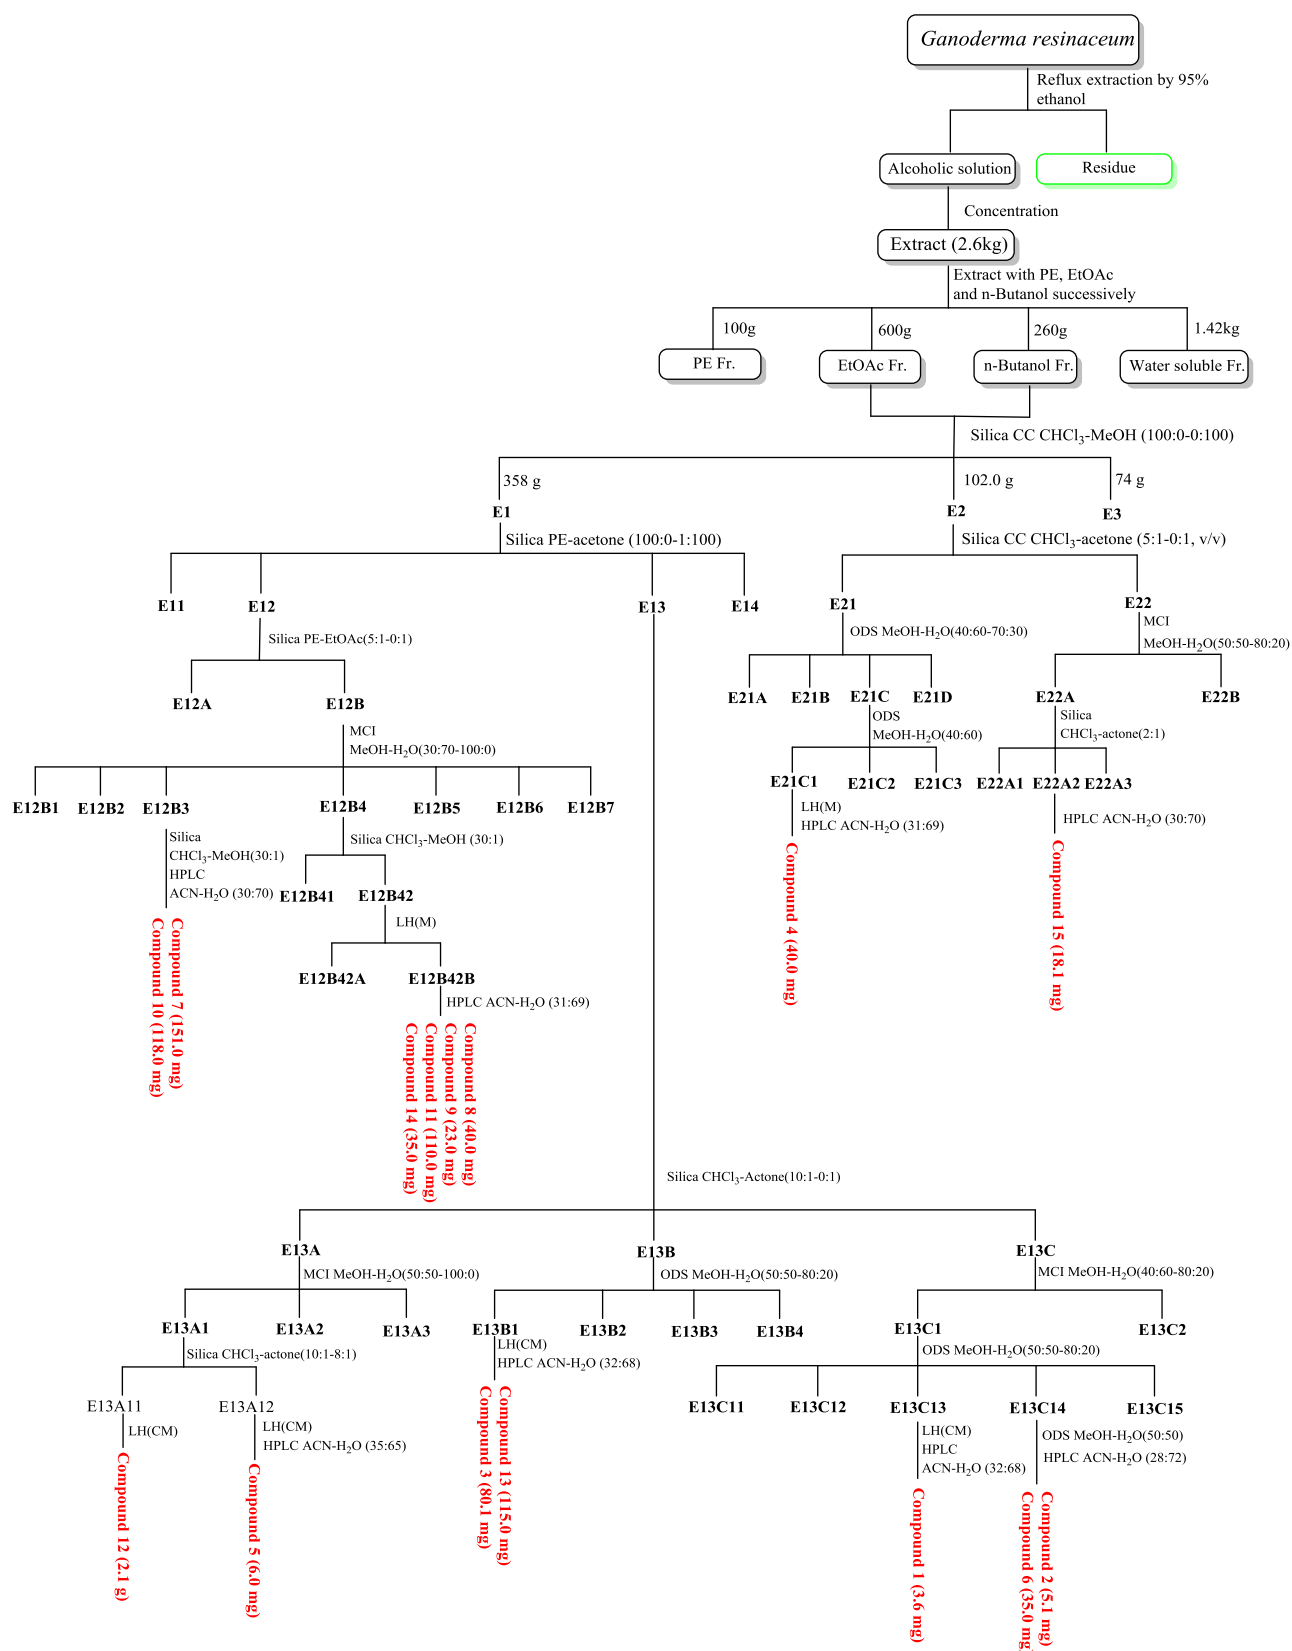 Ganoderma resinaceum
Reflux extraction by 95%
ethanol
Alcoholic solution
Residue
Concentration
Extract (2.6kg)
Extract with PE, EtOAc
and n-Butanol successively
100g
600g
260g
1.42kg
PE Fr.
EtOAc Fr.
n-Butanol Fr.
Water soluble Fr.
Silica CC CHCl3-MeOH (100:0-0:100)
358 g
102.0 g
74 g
E1
E2
E3
Silica PE-acetone (100:0-1:100)
Silica CC CHCl3-acetone (5:1-0:1, v/v)
E11
E12
E13
E14
E21
E22
Silica PE-EtOAc(5:1-0:1)
ODS MeOH-H2O(40:60-70:30)
MCI
MeOH-H2O(50:50-80:20)
E12A
E12B
E21A
E21B
E21C
E21D
E22A
E22B
MCI
MeOH-H2O(30:70-100:0)
ODS
MeOH-H2O(40:60)
Silica
CHCl3-actone(2:1)
E12B1
E12B2
E12B3
E12B4
E12B5
E12B6
E12B7
E21C1
E21C2
E21C3
E22A1
E22A2
E22A3
Silica
CHCl3-MeOH(30:1)
HPLC
ACN-H2O (30:70)
Silica CHCl3-MeOH (30:1)
LH(M)
HPLC ACN-H2O (31:69)
HPLC ACN-H2O (30:70)
E12B41
E12B42
Compound 4 (40.0 mg)
Compound 15 (18.1 mg)
LH(M)
Compound 7 (151.0 mg)
Compound 10 (118.0 mg)
E12B42A
E12B42B
HPLC ACN-H2O (31:69)
Compound 8 (40.0 mg)
Compound 9 (23.0 mg)
Compound 11 (110.0 mg)
Compound 14 (35.0 mg)
Silica CHCl3-Actone(10:1-0:1)
E13A
E13B
E13C
MCI MeOH-H2O(50:50-100:0)
ODS MeOH-H2O(50:50-80:20)
MCI MeOH-H2O(40:60-80:20)
E13A1
E13A2
E13A3
E13B1
E13B2
E13B3
E13B4
E13C1
E13C2
Silica CHCl3-actone(10:1-8:1)
LH(CM)
HPLC ACN-H2O (32:68)
ODS MeOH-H2O(50:50-80:20)
E13A11
E13A12
E13C11
E13C12
E13C13
E13C14
E13C15
LH(CM)
LH(CM)
HPLC ACN-H2O (35:65)
LH(CM)
HPLC
ACN-H2O (32:68)
ODS MeOH-H2O(50:50)
HPLC ACN-H2O (28:72)
Compound 12 (2.1 g)
Compound 5 (6.0 mg)
Compound 13 (115.0 mg)
Compound 3 (80.1 mg)
Compound 1 (3.6 mg)
Compound 2 (5.1 mg)
Compound 6 (35.0 mg)